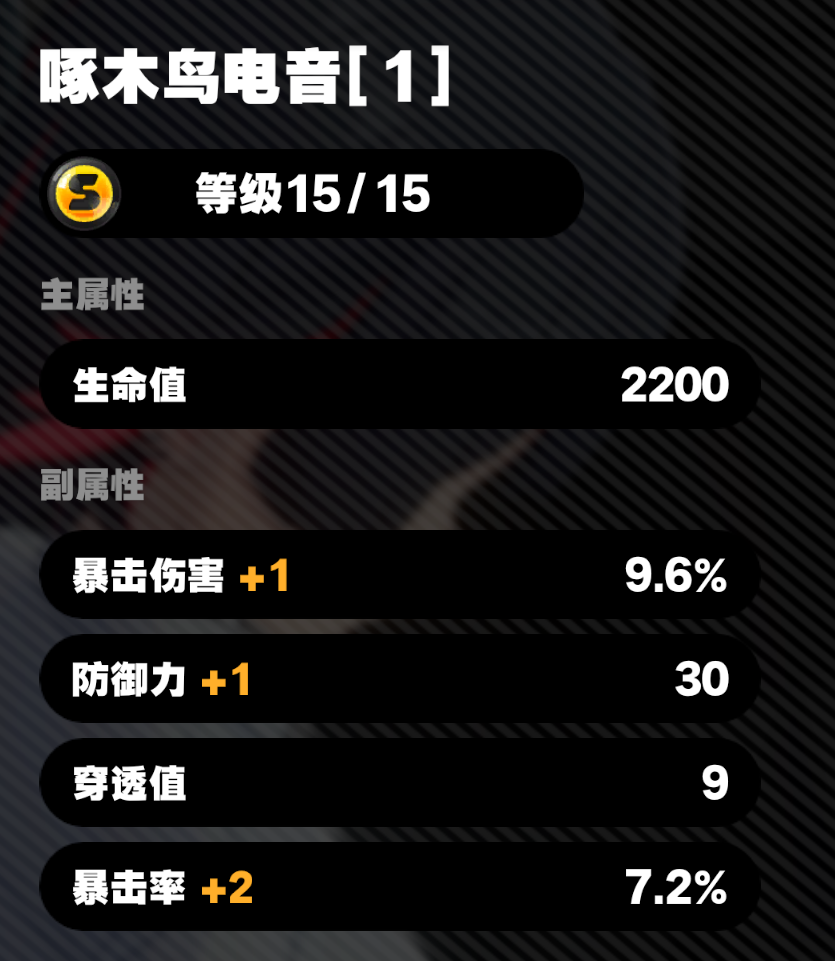 啄木鸟电音[1]
S 等级15/15
主属性
生命值 2200
副属性
暴击伤害 +1 9.6%
防御力 +1 30
穿透值 9
暴击率 +2 7.2%